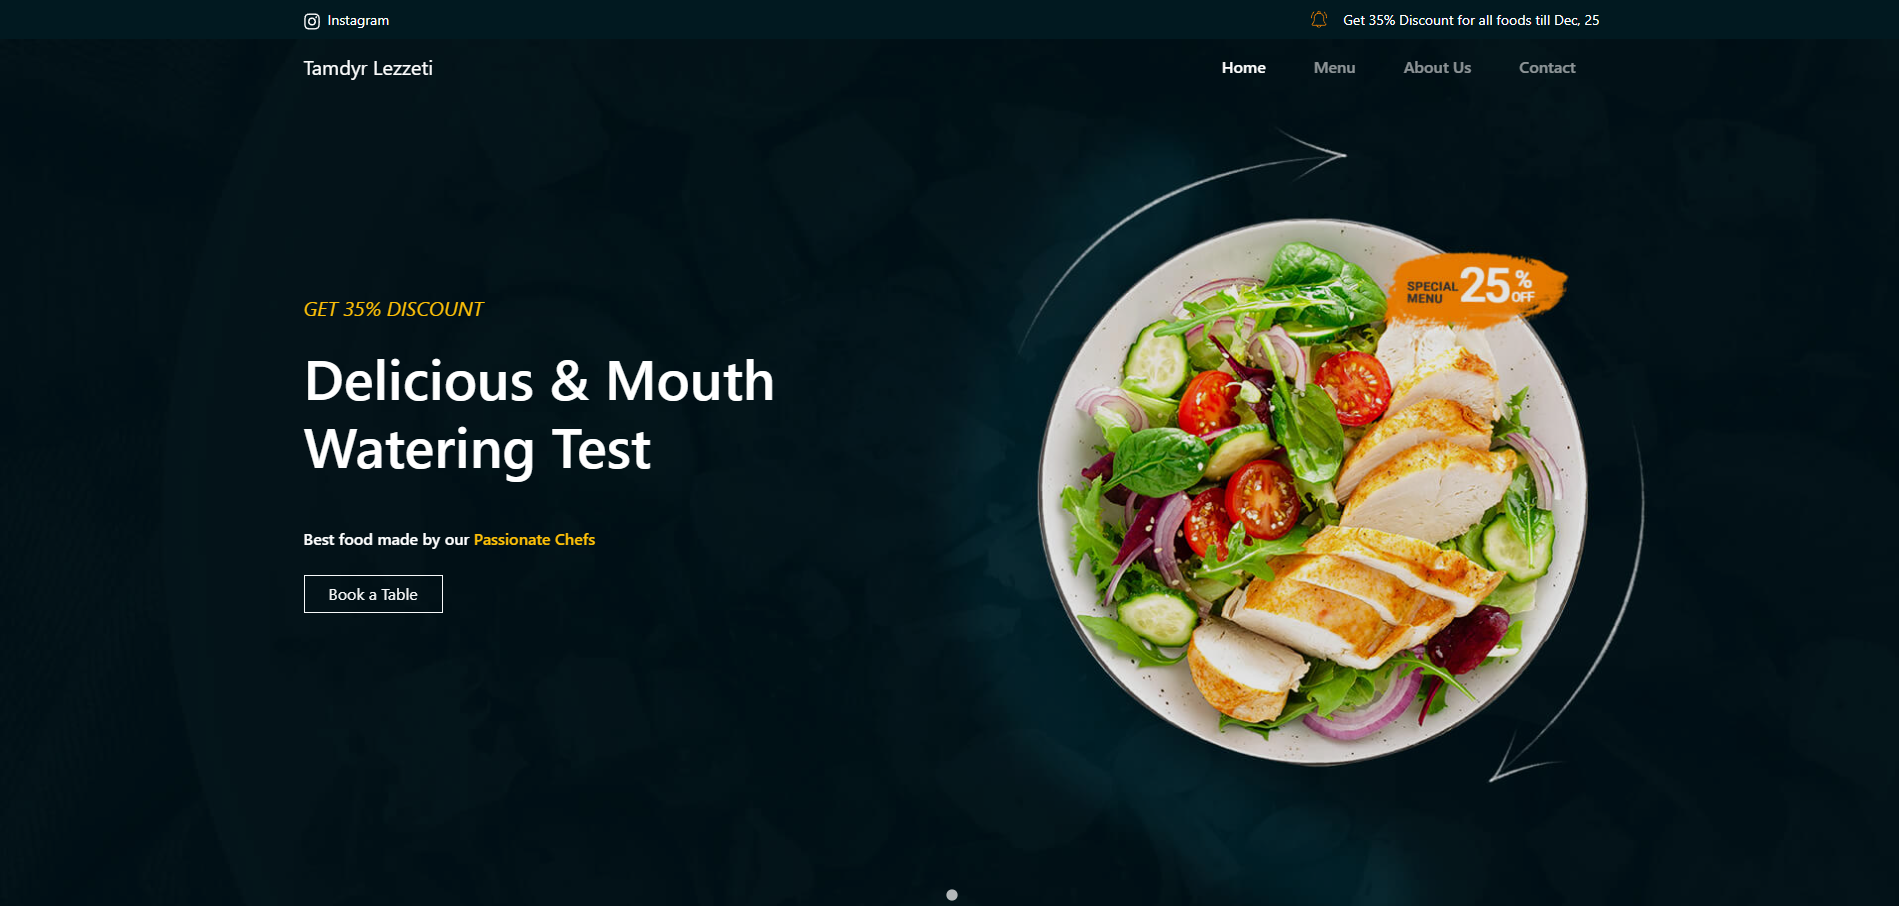 Instagram
Get 35% Discount for all foods till Dec, 25
Tamdyr Lezzeti
Home
Menu
About Us
Contact
SPECIAL MENU 25% OFF
GET 35% DISCOUNT
Delicious & Mouth
Watering Test
Best food made by our Passionate Chefs
Book a Table